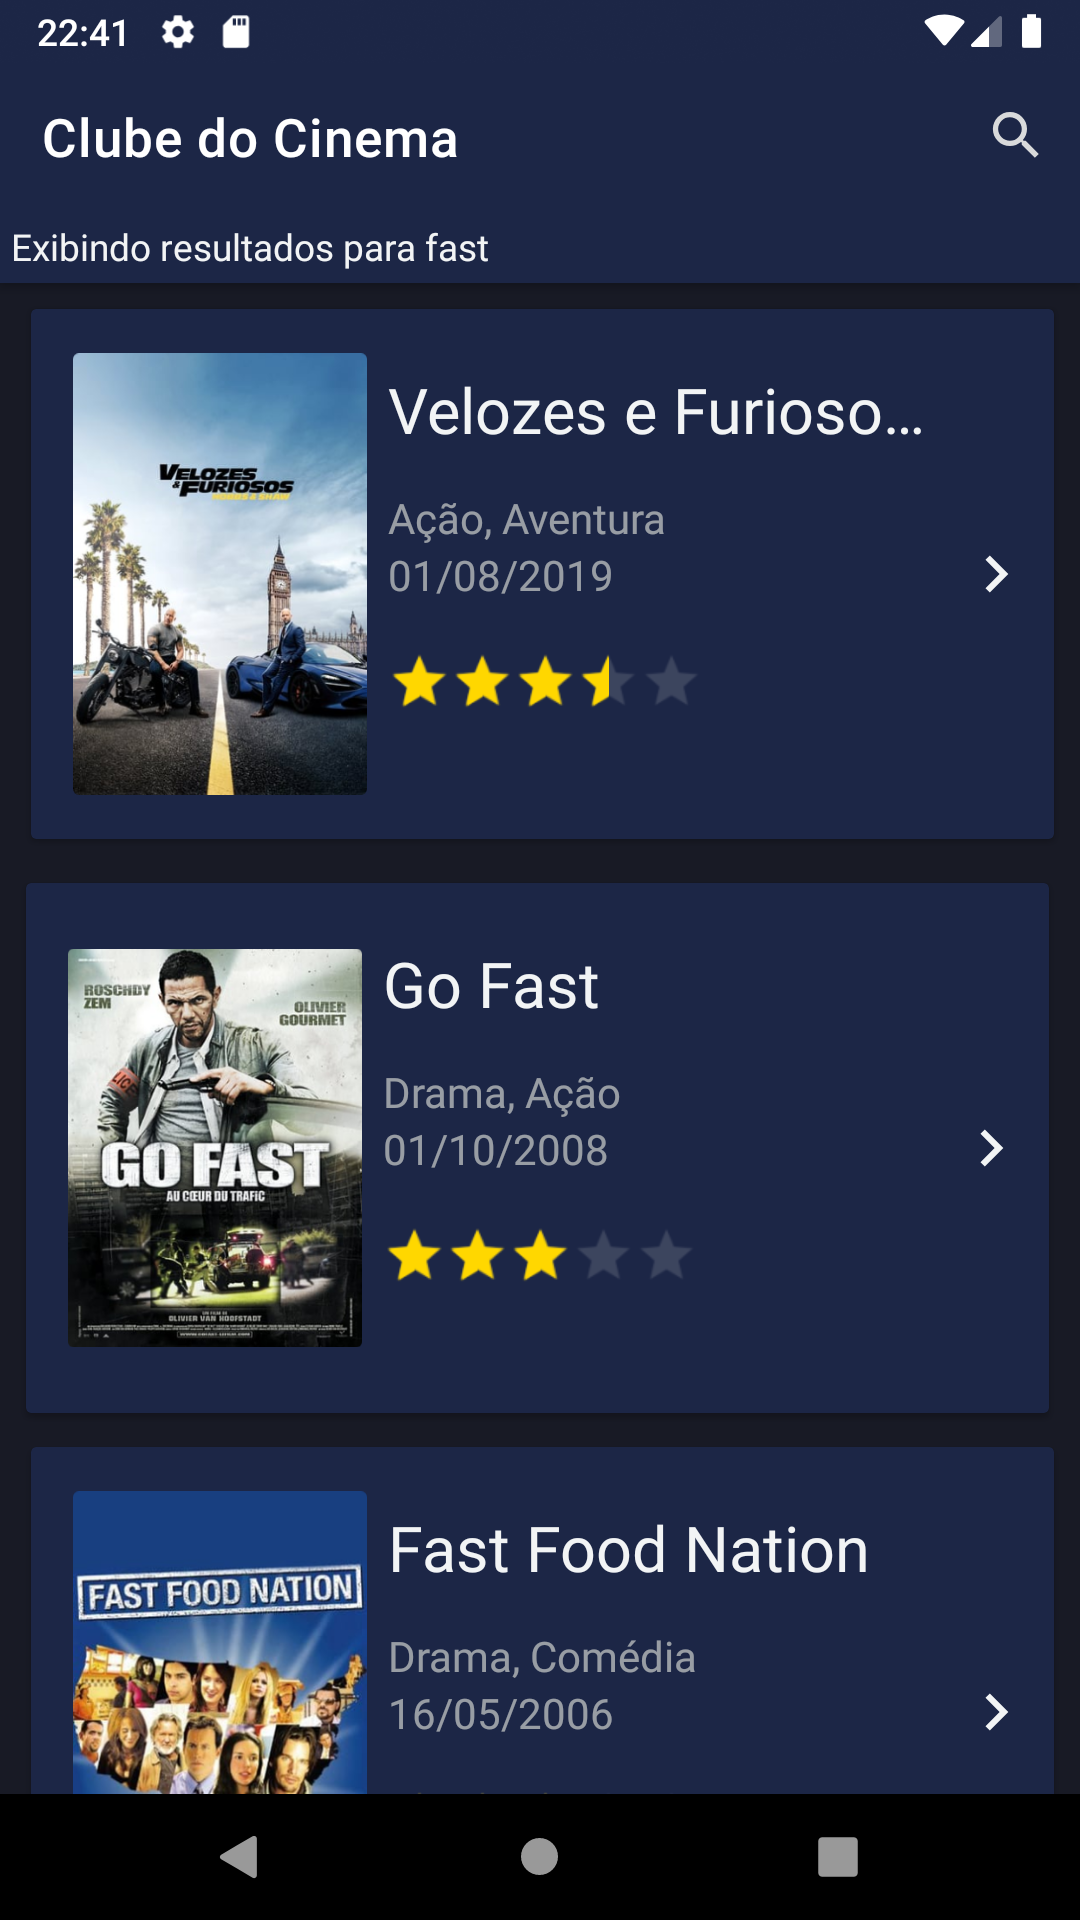 22:41
Clube do Cinema
Exibindo resultados para fast
VELOZES
& FURIOSOS
Velozes e Furioso...
Ação, Aventura
01/08/2019
ROSCHDY
ZEM
OLIVIER
GOURMET
GO FAST
AU CŒUR DU TRAFIC
OLIVIER VAN HOOFSTADT
Go Fast
Drama, Ação
01/10/2008
FAST FOOD NATION
Fast Food Nation
Drama, Comédia
16/05/2006